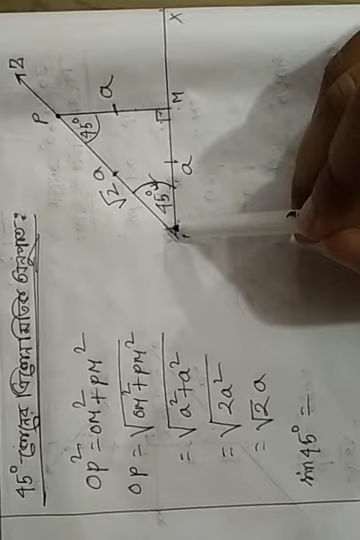 45° কোণের ত্রিকোণমিতিক অনুপাত:
OP² = OM² + PM²
OP = √OM² + PM²
= √a² + a²
= √2a²
= √2 a
sin 45° =
Z
P
45°
a
√2 a
45°
a
M
X